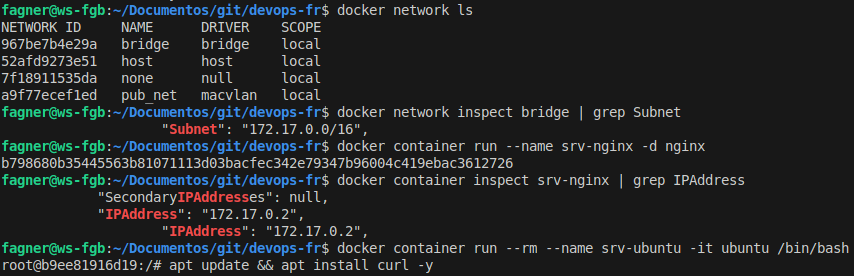 fagner@ws-fgb:~/Documentos/git/devops-fr$ docker network ls
NETWORK ID     NAME      DRIVER    SCOPE
967be7b4e29a   bridge    bridge    local
52afd9273e51   host      host      local
7f18911535da   none      null      local
a9f77ecef1ed   pub_net   macvlan   local
fagner@ws-fgb:~/Documentos/git/devops-fr$ docker network inspect bridge | grep Subnet
                    "Subnet": "172.17.0.0/16",
fagner@ws-fgb:~/Documentos/git/devops-fr$ docker container run --name srv-nginx -d nginx
b798680b35445563b81071113d03bacfec342e79347b96004c419ebac3612726
fagner@ws-fgb:~/Documentos/git/devops-fr$ docker container inspect srv-nginx | grep IPAddress
            "SecondaryIPAddresses": null,
            "IPAddress": "172.17.0.2",
                    "IPAddress": "172.17.0.2",
fagner@ws-fgb:~/Documentos/git/devops-fr$ docker container run --rm --name srv-ubuntu -it ubuntu /bin/bash
root@b9ee81916d19:/# apt update && apt install curl -y